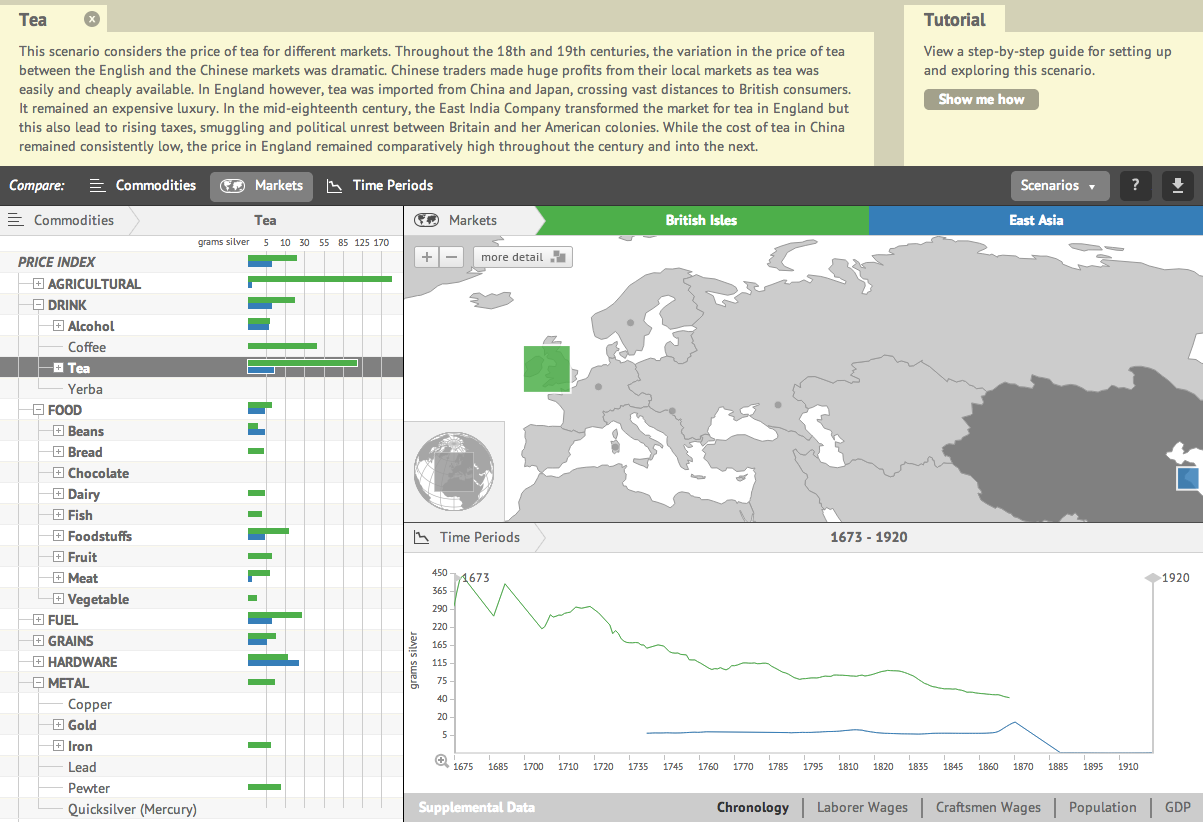 Tea
This scenario considers the price of tea for different markets. Throughout the 18th and 19th centuries, the variation in the price of tea
between the English and the Chinese markets was dramatic. Chinese traders made huge profits from their local markets as tea was
easily and cheaply available. In England however, tea was imported from China and Japan, crossing vast distances to British consumers.
It remained an expensive luxury. In the mid-eighteenth century, the East India Company transformed the market for tea in England but
this also lead to rising taxes, smuggling and political unrest between Britain and her American colonies. While the cost of tea in China
remained consistently low, the price in England remained comparatively high throughout the century and into the next.
Tutorial
View a step-by-step guide for setting up
and exploring this scenario.
Show me how
Compare: Commodities Markets Time Periods Scenarios ?
Commodities Tea
grams silver 5 10 30 55 85 125 170
PRICE INDEX
AGRICULTURAL
DRINK
Alcohol
Coffee
Tea
Yerba
FOOD
Beans
Bread
Chocolate
Dairy
Fish
Foodstuffs
Fruit
Meat
Vegetable
FUEL
GRAINS
HARDWARE
METAL
Copper
Gold
Iron
Lead
Pewter
Quicksilver (Mercury)
Markets British Isles East Asia
+ − more detail
Time Periods 1673 - 1920
1673 1920
grams silver
450
365
290
220
165
115
75
40
20
5
1675 1685 1700 1710 1720 1735 1745 1760 1770 1785 1795 1810 1820 1835 1845 1860 1870 1885 1895 1910
Supplemental Data Chronology Laborer Wages Craftsmen Wages Population GDP